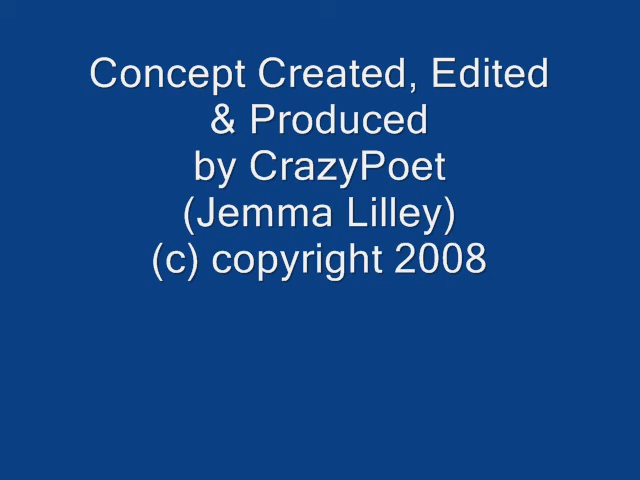 Concept Created, Edited
& Produced
by CrazyPoet
(Jemma Lilley)
(c) copyright 2008